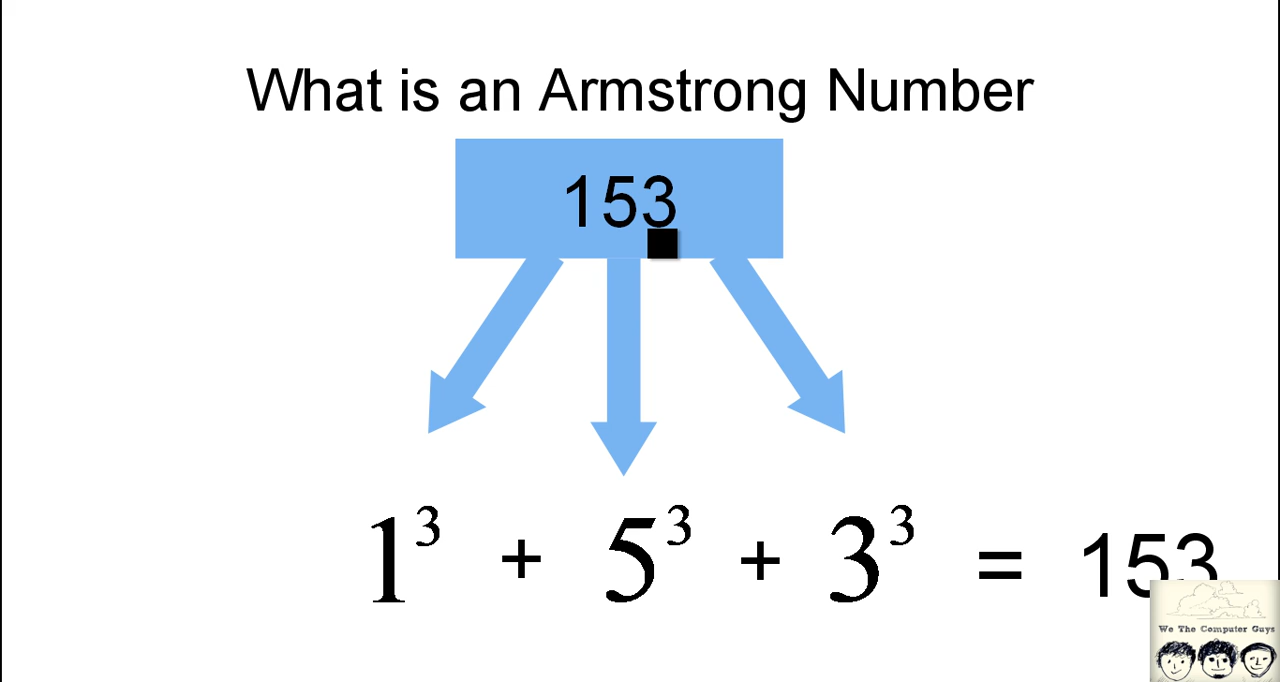 What is an Armstrong Number
153
1³ + 5³ + 3³ = 153
We The Computer Guys